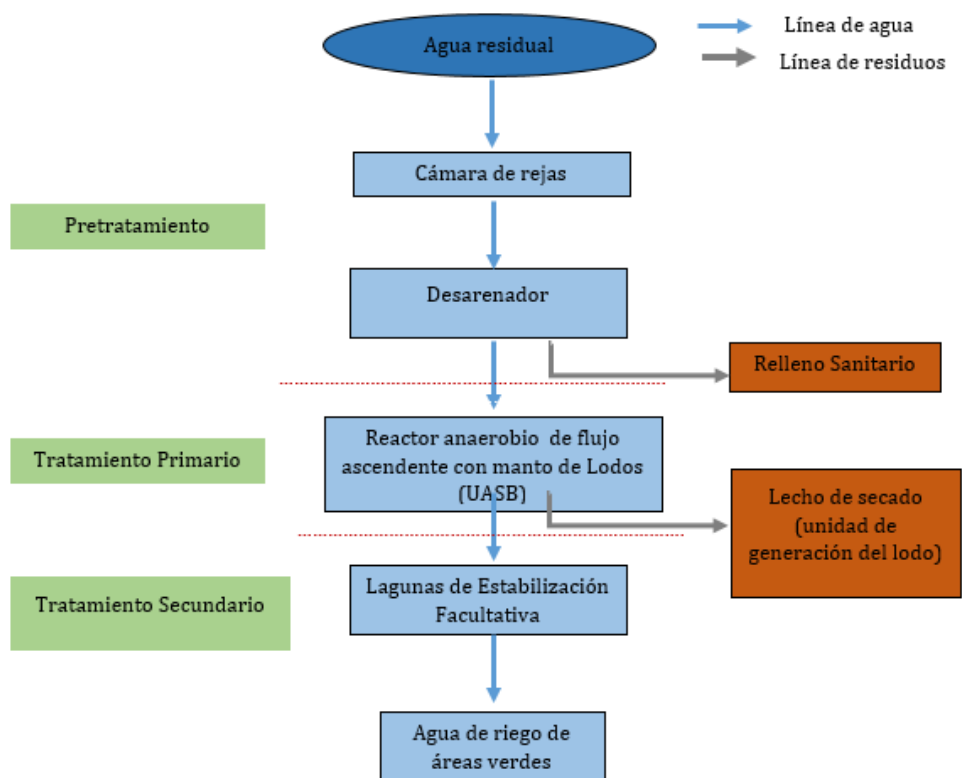 Agua residual
Línea de agua
Línea de residuos
Cámara de rejas
Pretratamiento
Desarenador
Relleno Sanitario
Tratamiento Primario
Reactor anaerobio de flujo
ascendente con manto de Lodos
(UASB)
Lecho de secado
(unidad de
generación del lodo)
Tratamiento Secundario
Lagunas de Estabilización
Facultativa
Agua de riego de
áreas verdes